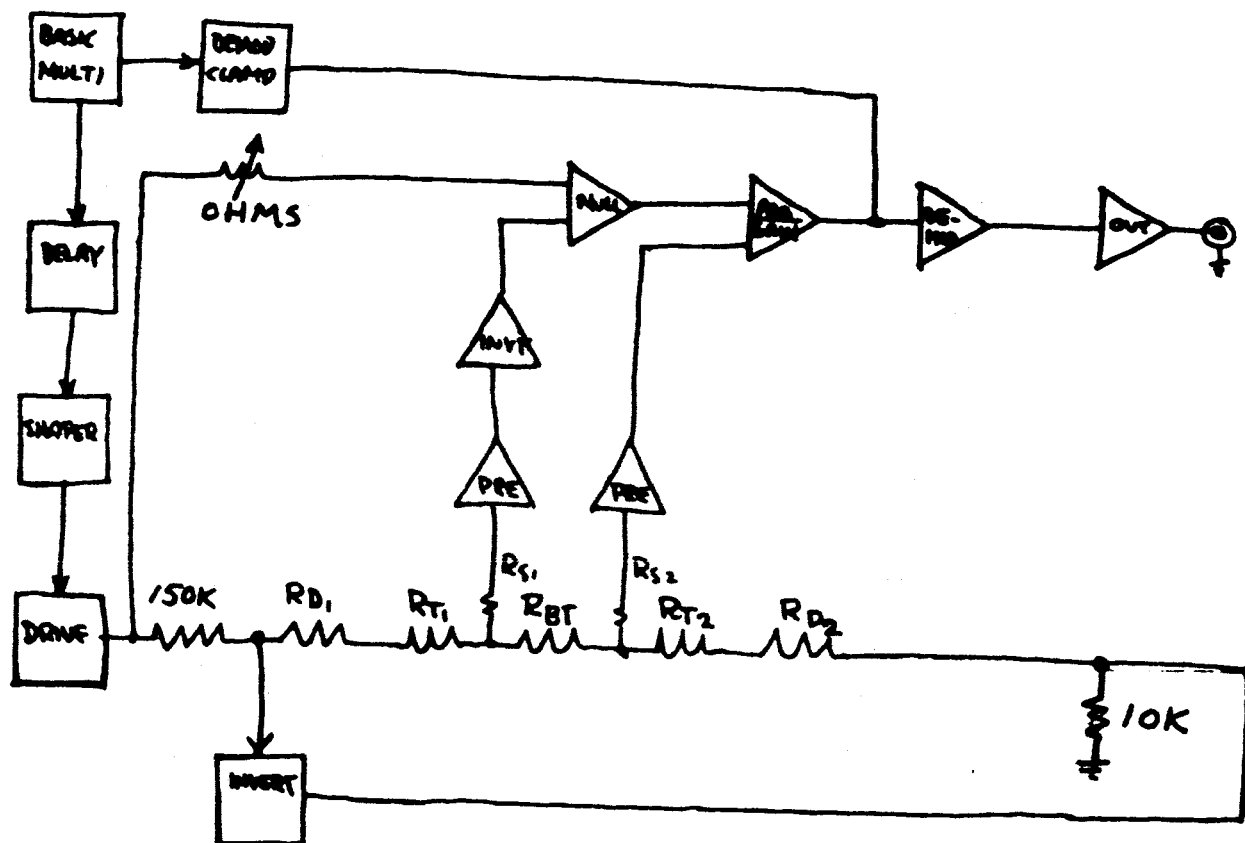 BASIC
MULTI
CLAMP
OHMS
NULL
OUT
DELAY
INVT
SHAPER
PRE
PRE
RS1
RS2
DRIVE
150K
RD1
RT1
RBT
RT2
RD2
10K
INVERT